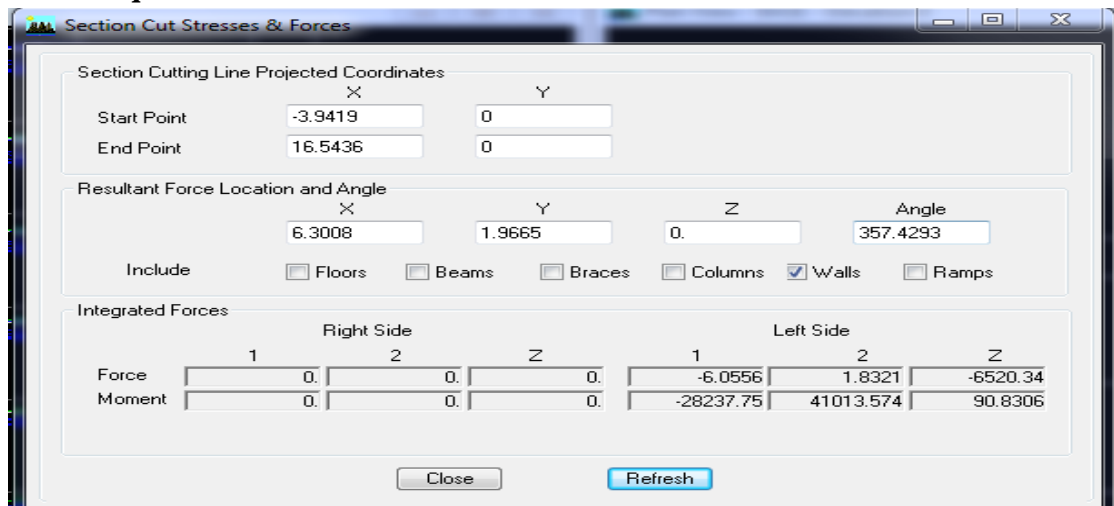 Section Cut Stresses & Forces
Section Cutting Line Projected Coordinates
X Y
Start Point -3.9419 0
End Point 16.5436 0
Resultant Force Location and Angle
X Y Z Angle
6.3008 1.9665 0. 357.4293
Include Floors Beams Braces Columns Walls Ramps
Integrated Forces
Right Side Left Side
1 2 Z 1 2 Z
Force 0. 0. 0. -6.0556 1.8321 -6520.34
Moment 0. 0. 0. -28237.75 41013.574 90.8306
Close Refresh